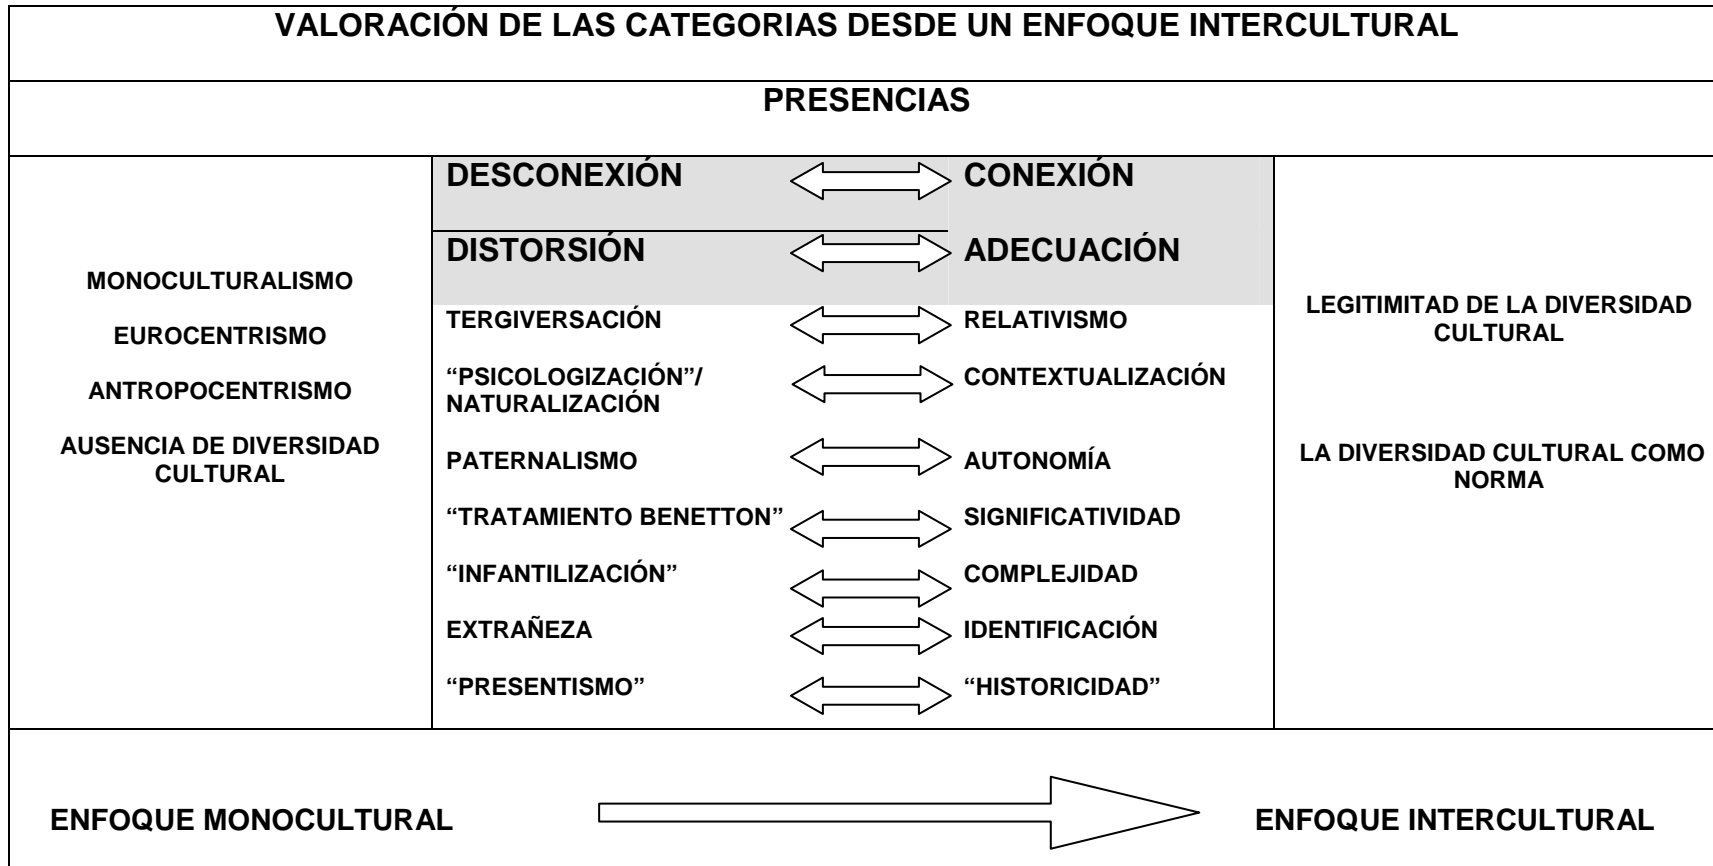 VALORACIÓN DE LAS CATEGORIAS DESDE UN ENFOQUE INTERCULTURAL
PRESENCIAS
MONOCULTURALISMO
EUROCENTRISMO
ANTROPOCENTRISMO
AUSENCIA DE DIVERSIDAD
CULTURAL
DESCONEXIÓN CONEXIÓN
DISTORSIÓN ADECUACIÓN
TERGIVERSACIÓN RELATIVISMO
“PSICOLOGIZACIÓN”/ CONTEXTUALIZACIÓN
NATURALIZACIÓN
PATERNALISMO AUTONOMÍA
“TRATAMIENTO BENETTON” SIGNIFICATIVIDAD
“INFANTILIZACIÓN” COMPLEJIDAD
EXTRAÑEZA IDENTIFICACIÓN
“PRESENTISMO” “HISTORICIDAD”
LEGITIMITAD DE LA DIVERSIDAD
CULTURAL
LA DIVERSIDAD CULTURAL COMO
NORMA
ENFOQUE MONOCULTURAL ENFOQUE INTERCULTURAL